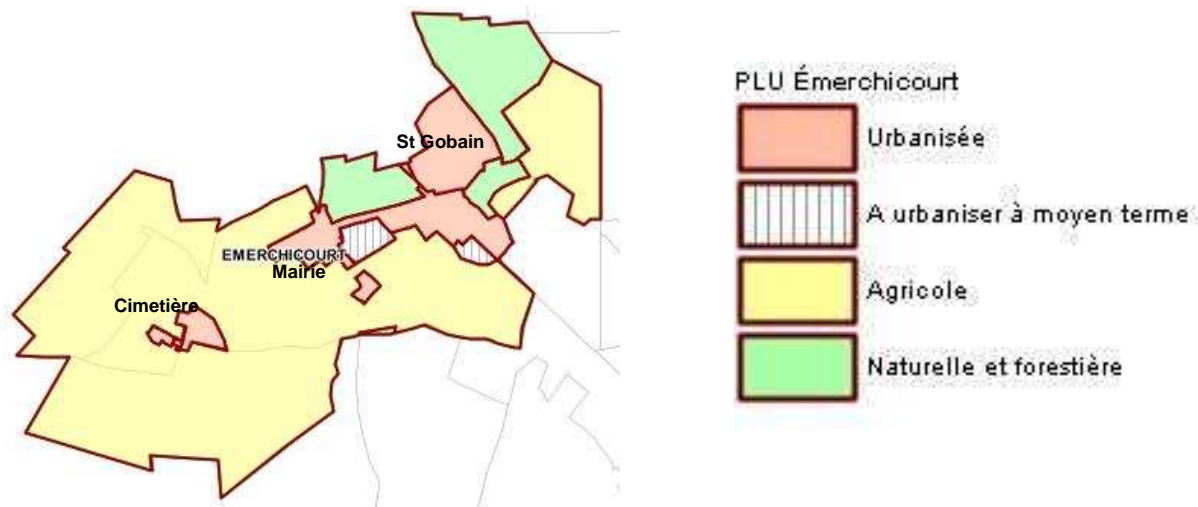 St Gobain
EMERCHICOURT
Mairie
Cimetière
PLU Émerchicourt
Urbanisée
A urbaniser à moyen terme
Agricole
Naturelle et forestière